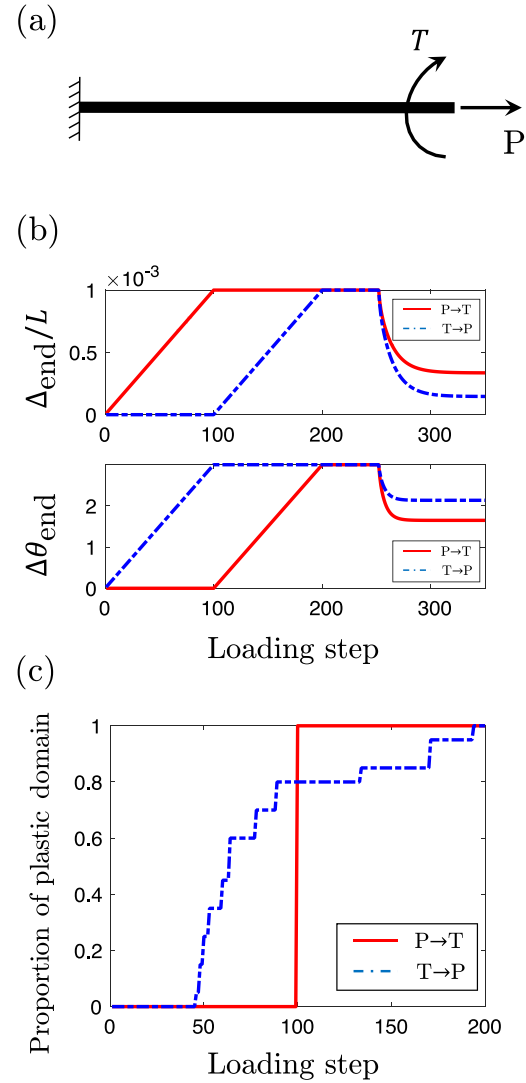 (a)
T
P
(b)
×10⁻³
1
0.5
0
Δend/L
P→T
T→P
0 100 200 300
2
1
0
Δθend
P→T
T→P
0 100 200 300
Loading step
(c)
1
0.8
0.6
0.4
0.2
0
Proportion of plastic domain
P→T
T→P
0 50 100 150 200
Loading step